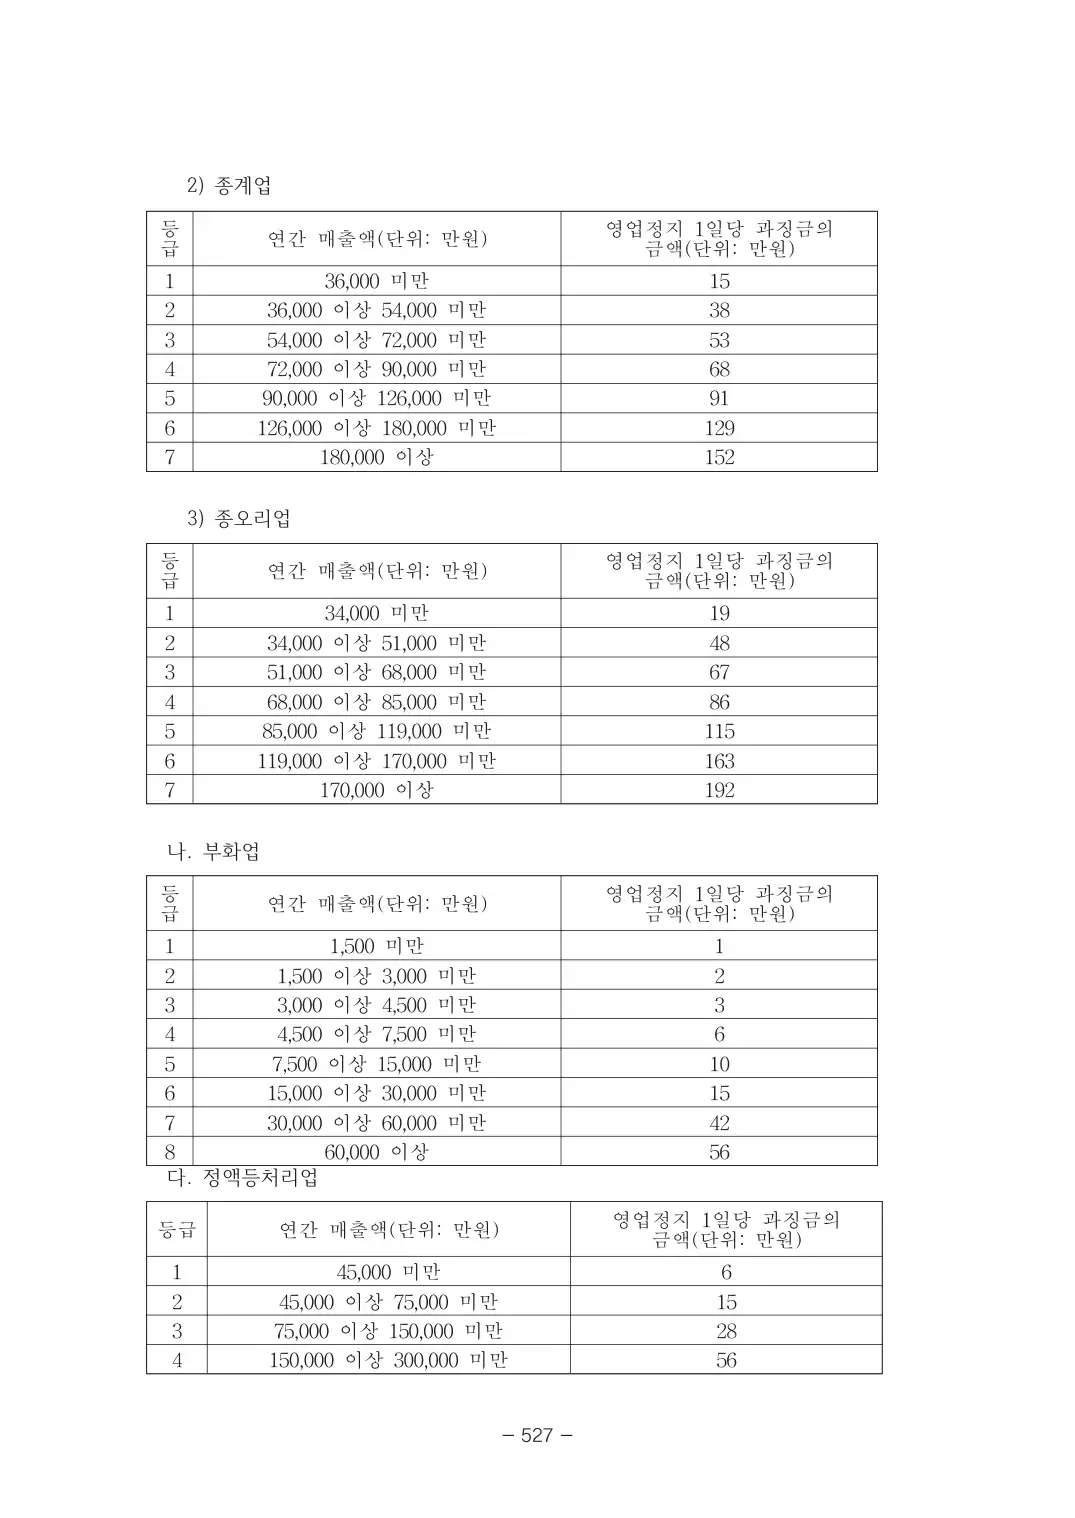 2) 종계업
등급 연간 매출액(단위: 만원) 영업정지 1일당 과징금의 금액(단위: 만원)
1 36,000 미만 15
2 36,000 이상 54,000 미만 38
3 54,000 이상 72,000 미만 53
4 72,000 이상 90,000 미만 68
5 90,000 이상 126,000 미만 91
6 126,000 이상 180,000 미만 129
7 180,000 이상 152
3) 종오리업
등급 연간 매출액(단위: 만원) 영업정지 1일당 과징금의 금액(단위: 만원)
1 34,000 미만 19
2 34,000 이상 51,000 미만 48
3 51,000 이상 68,000 미만 67
4 68,000 이상 85,000 미만 86
5 85,000 이상 119,000 미만 115
6 119,000 이상 170,000 미만 163
7 170,000 이상 192
나. 부화업
등급 연간 매출액(단위: 만원) 영업정지 1일당 과징금의 금액(단위: 만원)
1 1,500 미만 1
2 1,500 이상 3,000 미만 2
3 3,000 이상 4,500 미만 3
4 4,500 이상 7,500 미만 6
5 7,500 이상 15,000 미만 10
6 15,000 이상 30,000 미만 15
7 30,000 이상 60,000 미만 42
8 60,000 이상 56
다. 정액등처리업
등급 연간 매출액(단위: 만원) 영업정지 1일당 과징금의 금액(단위: 만원)
1 45,000 미만 6
2 45,000 이상 75,000 미만 15
3 75,000 이상 150,000 미만 28
4 150,000 이상 300,000 미만 56
- 527 -